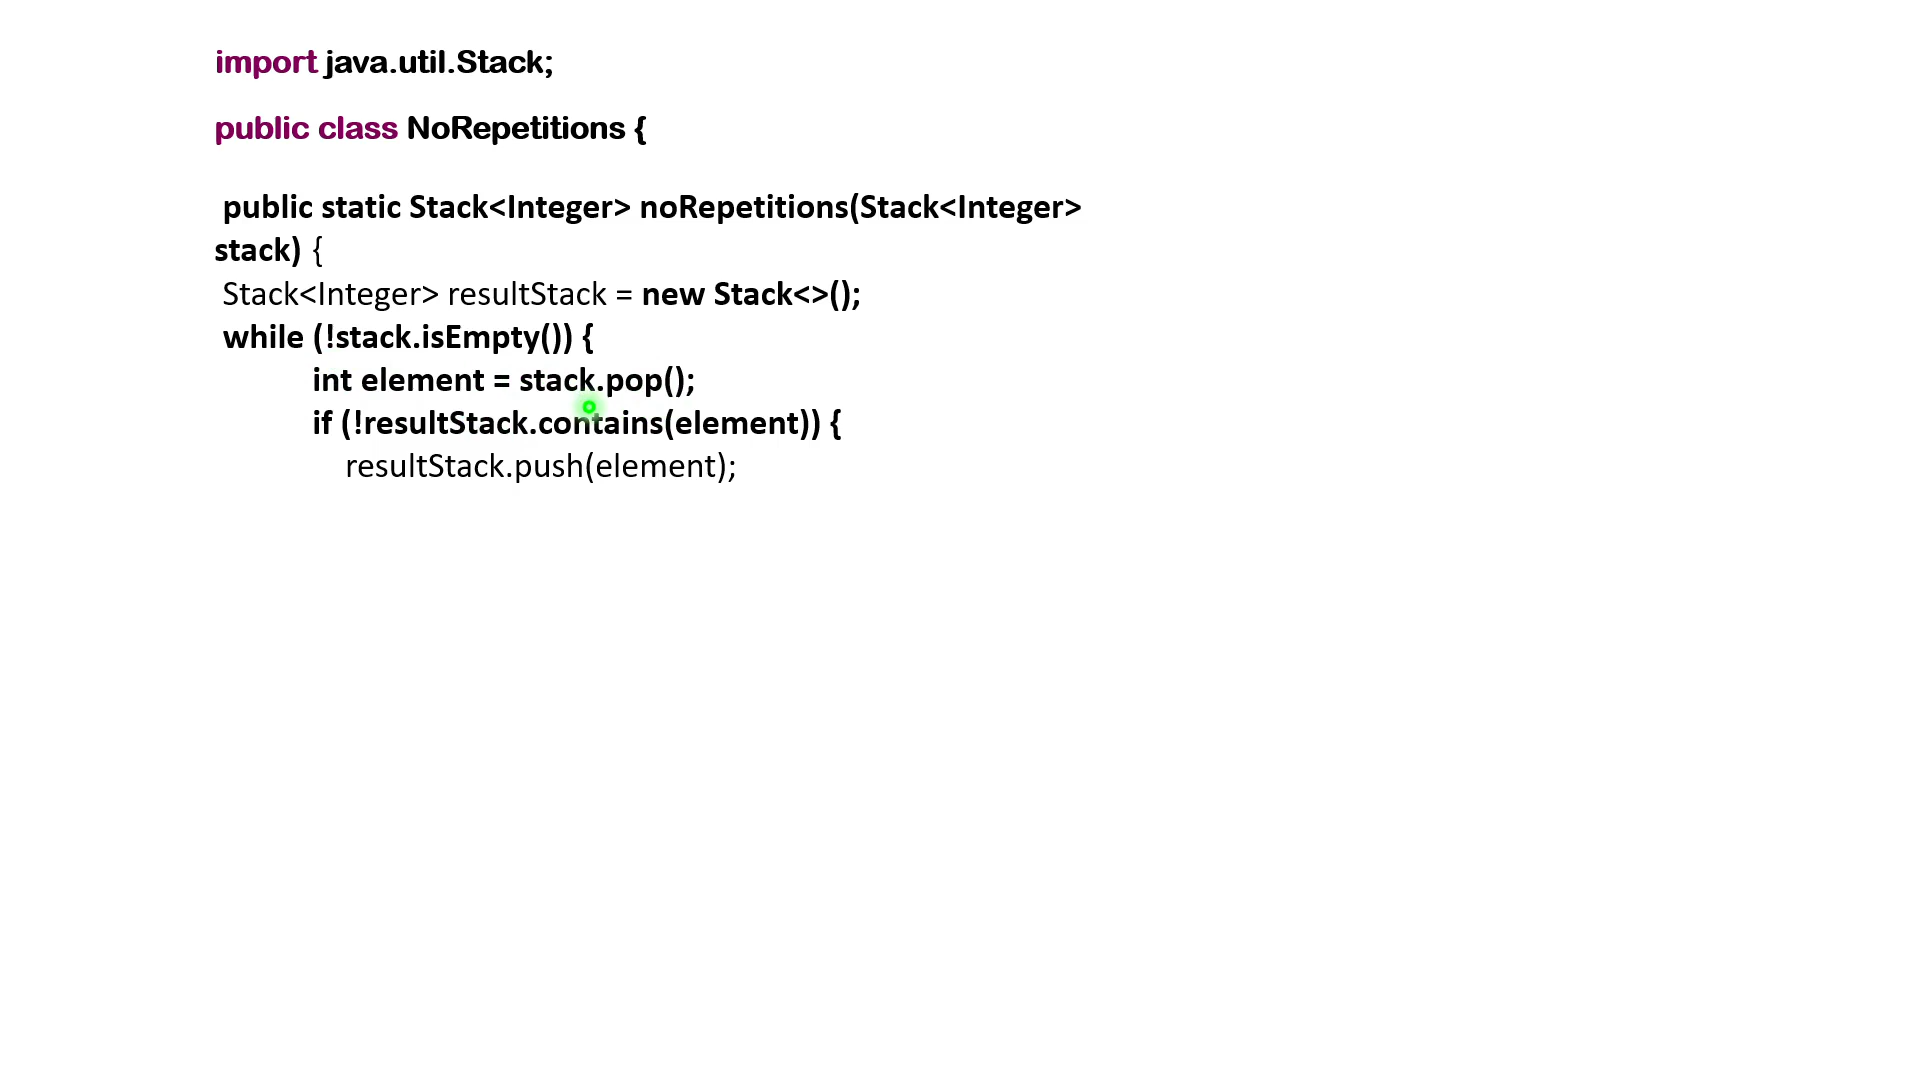 import java.util.Stack;
public class NoRepetitions {
public static Stack<Integer> noRepetitions(Stack<Integer>
stack) {
Stack<Integer> resultStack = new Stack<>();
while (!stack.isEmpty()) {
int element = stack.pop();
if (!resultStack.contains(element)) {
resultStack.push(element);